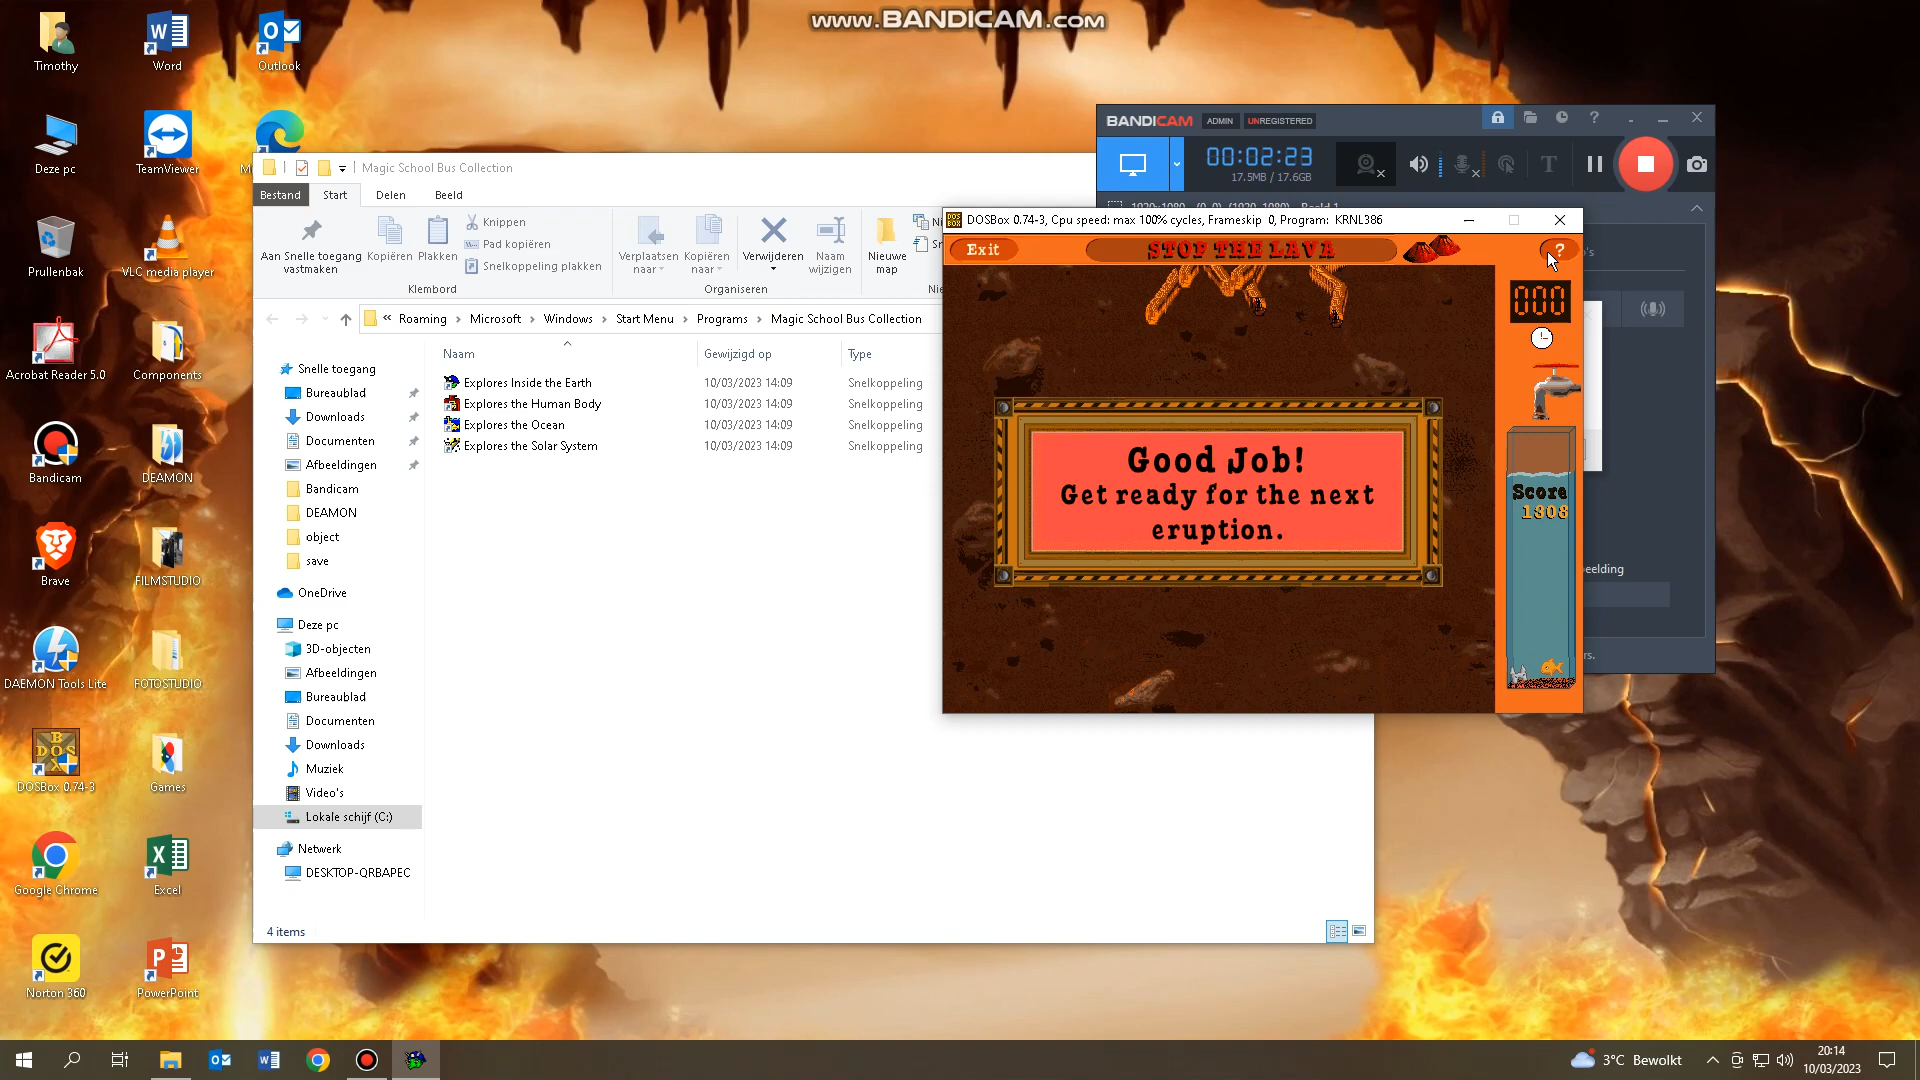 www.BANDICAM.com
Timothy
Word
Outlook
Deze pc
TeamViewer
Prullenbak
VLC media player
Acrobat Reader 5.0
Components
Bandicam
DEAMON
Brave
FILMSTUDIO
DAEMON Tools Lite
FOTOSTUDIO
DOSBox 0.74-3
Games
Google Chrome
Excel
Norton 360
PowerPoint
Magic School Bus Collection
Bestand
Start
Delen
Beeld
Aan Snelle toegang vastmaken
Kopiëren
Plakken
Knippen
Pad kopiëren
Snelkoppeling plakken
Klembord
Verplaatsen naar
Kopiëren naar
Verwijderen
Naam wijzigen
Organiseren
Nieuwe map
« Roaming > Microsoft > Windows > Start Menu > Programs > Magic School Bus Collection
Naam
Gewijzigd op
Type
Explores Inside the Earth 10/03/2023 14:09 Snelkoppeling
Explores the Human Body 10/03/2023 14:09 Snelkoppeling
Explores the Ocean 10/03/2023 14:09 Snelkoppeling
Explores the Solar System 10/03/2023 14:09 Snelkoppeling
Snelle toegang
Bureaublad
Downloads
Documenten
Afbeeldingen
Bandicam
DEAMON
object
save
OneDrive
Deze pc
3D-objecten
Afbeeldingen
Bureaublad
Documenten
Downloads
Muziek
Video's
Lokale schijf (C:)
Netwerk
DESKTOP-QRBAPEC
4 items
BANDICAM
ADMIN
UNREGISTERED
00:02:23
17.5MB / 17.6GB
DOSBox 0.74-3, Cpu speed: max 100% cycles, Frameskip 0, Program: KRNL386
Exit
STOP THE LAVA
?
000
Score
1808
Good Job!
Get ready for the next
eruption.
3°C Bewolkt
20:14
10/03/2023